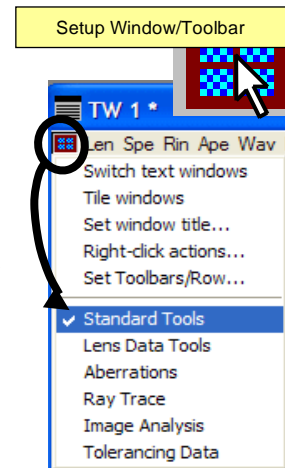 Setup Window/Toolbar
TW 1 *
Len Spe Rin Ape Wav
Switch text windows
Tile windows
Set window title...
Right-click actions...
Set Toolbars/Row...
Standard Tools
Lens Data Tools
Aberrations
Ray Trace
Image Analysis
Tolerancing Data